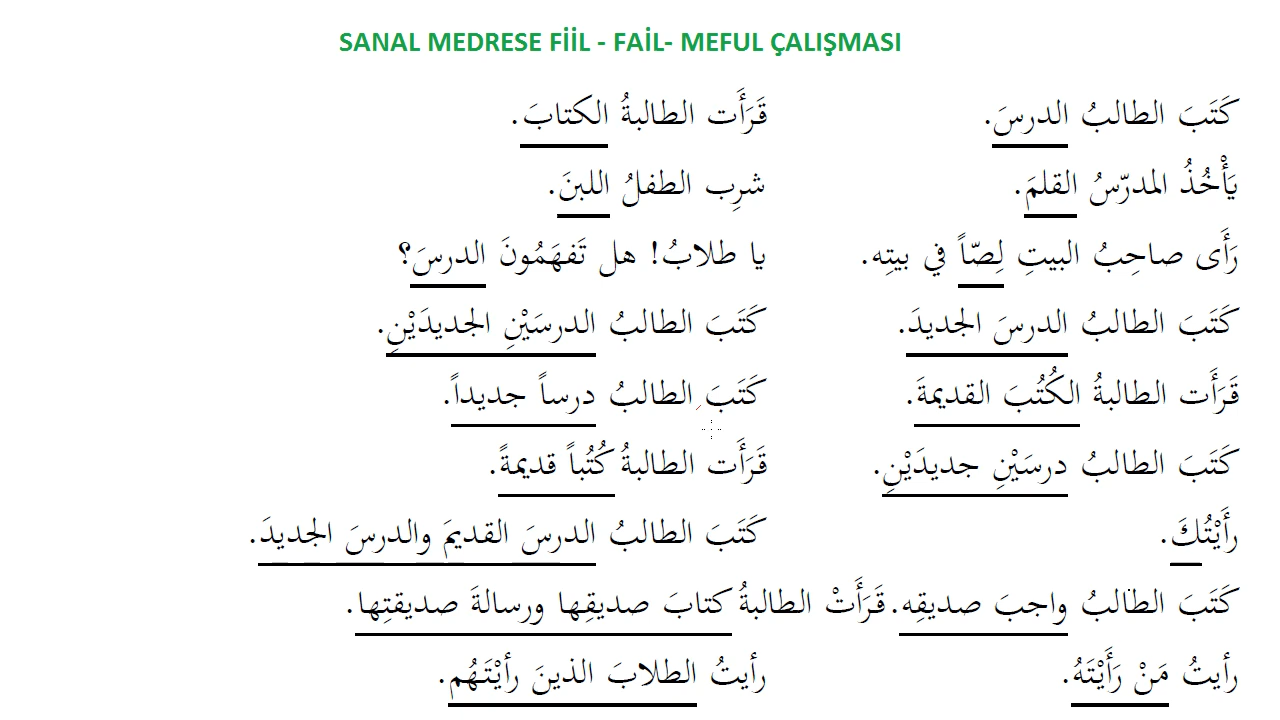 SANAL MEDRESE FİİL - FAİL- MEFUL ÇALIŞMASI
كَتَبَ الطالبُ الدرسَ. قَرَأَت الطالبةُ الكتابَ.
يَأْخُذُ المدرّسُ القلمَ. شرِب الطفلُ اللبنَ.
رَأَى صاحِبُ البيتِ لِصّاً في بيتِه. يا طلابُ! هل تَفهَمُونَ الدرسَ؟
كَتَبَ الطالبُ الدرسَ الجديدَ. كَتَبَ الطالبُ الدرسَيْنِ الجديدَيْنِ.
قَرَأَت الطالبةُ الكُتُبَ القديمةَ. كَتَبَ الطالبُ درساً جديداً.
كَتَبَ الطالبُ درسَيْنِ جديدَيْنِ. قَرَأَت الطالبةُ كُتُباً قديمةً.
رأَيْتُكَ. كَتَبَ الطالبُ الدرسَ القديمَ والدرسَ الجديدَ.
كَتَبَ الطالبُ واجبَ صديقِه. قَرَأَتْ الطالبةُ كتابَ صديقِها ورسالةَ صديقتِها.
رأيتُ مَنْ رَأَيْتَهُ. رأيتُ الطلابَ الذينَ رأيْتَهُم.